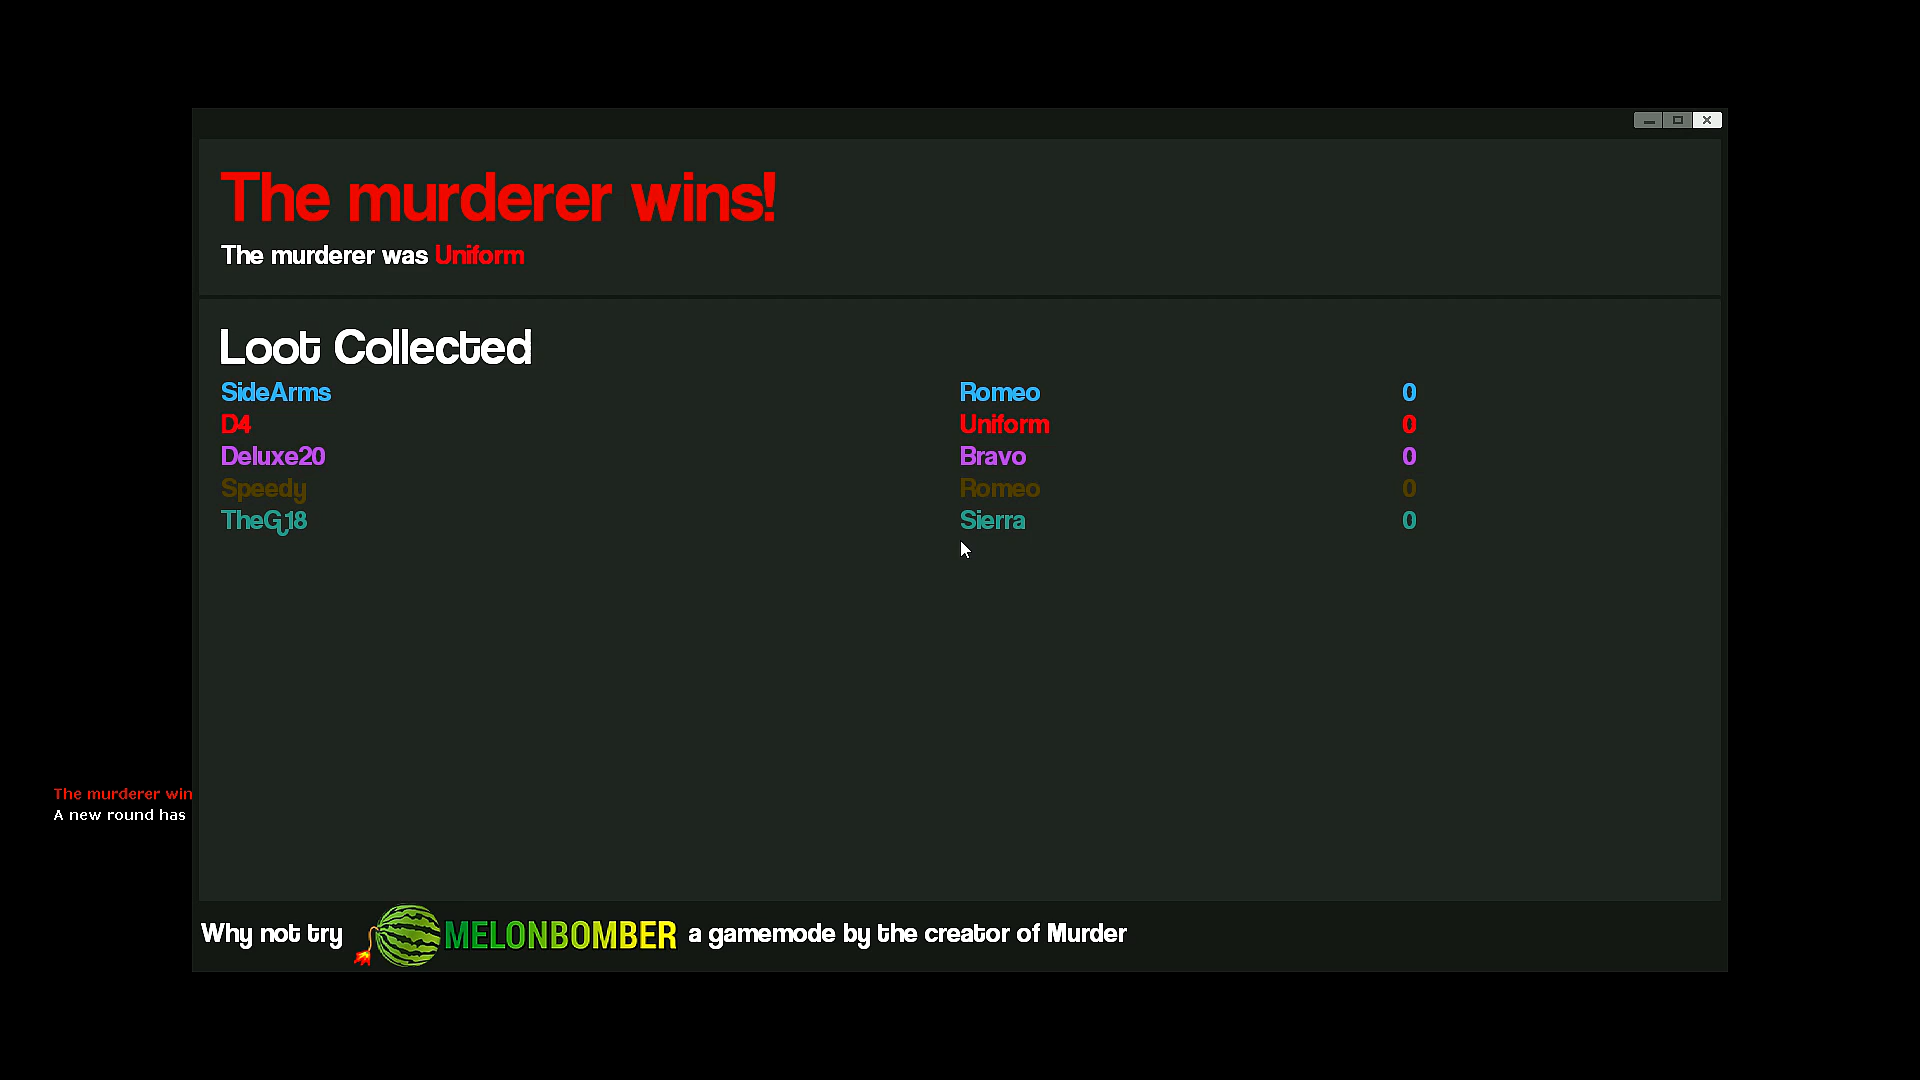 The murderer wins!
The murderer was Uniform
Loot Collected
SideArms Romeo 0
D4 Uniform 0
Deluxe20 Bravo 0
Speedy Romeo 0
TheGJ18 Sierra 0
The murderer win
A new round has
Why not try MELONBOMBER a gamemode by the creator of Murder